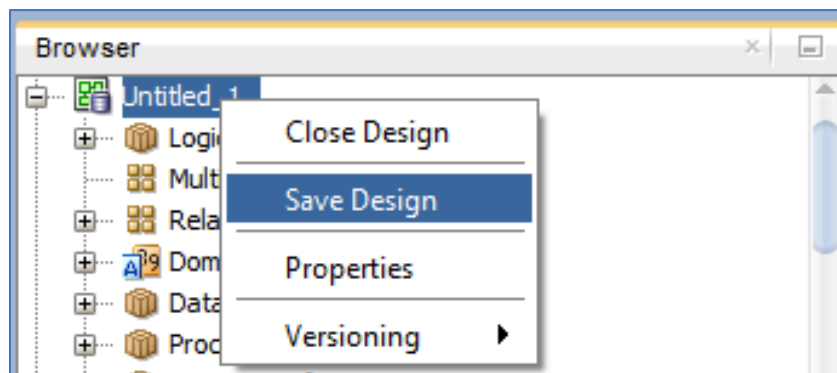 Browser
Untitled_1
Logi
Close Design
Mult
Save Design
Rela
Dom
Properties
Data
Proc
Versioning